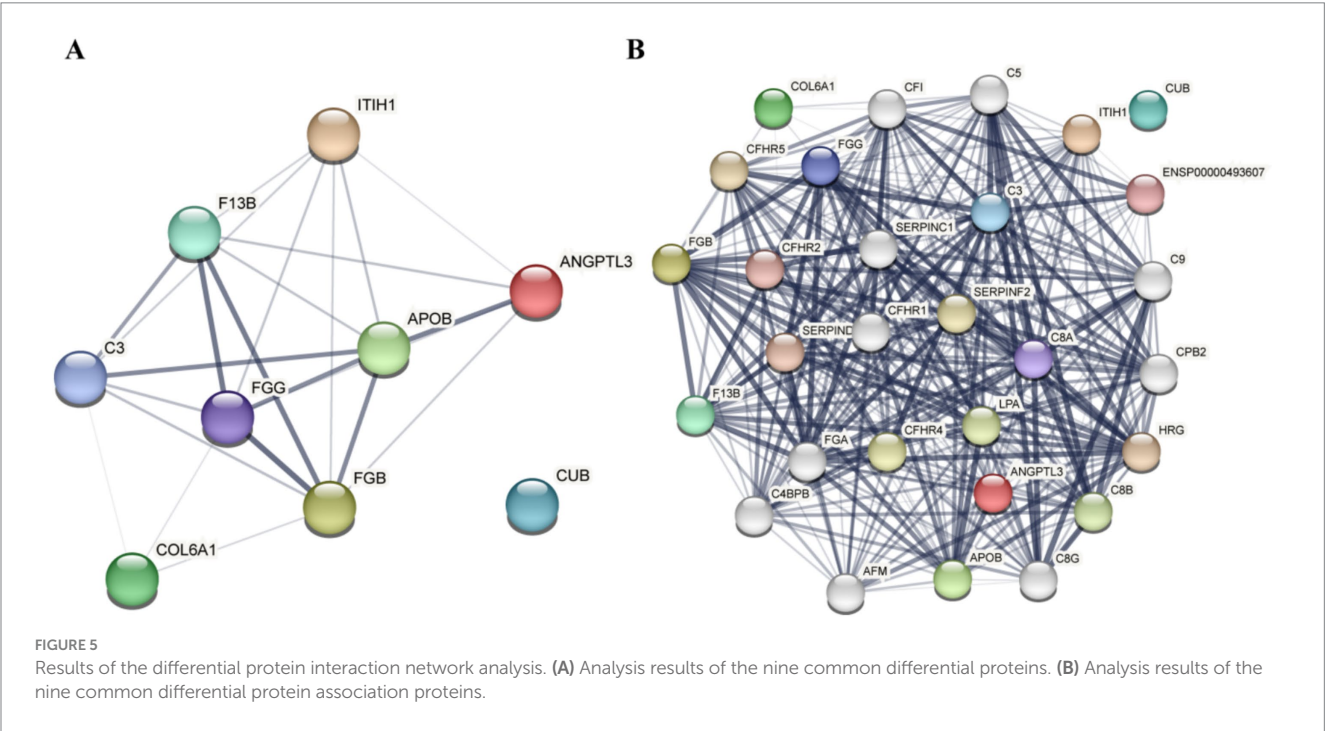 A
B
ITIH1
F13B
ANGPTL3
APOB
C3
FGG
FGB
CUB
COL6A1
C5
COL6A1
CFI
CUB
ITIH1
CFHR5
FGG
ENSP00000493607
C3
SERPINC1
FGB
CFHR2
C9
SERPINF2
CFHR1
SERPIND
C8A
CPB2
F13B
LPA
HRG
FGA
CFHR4
ANGPTL3
C4BPB
C8B
AFM
APOB
C8G
FIGURE 5
Results of the differential protein interaction network analysis. (A) Analysis results of the nine common differential proteins. (B) Analysis results of the
nine common differential protein association proteins.